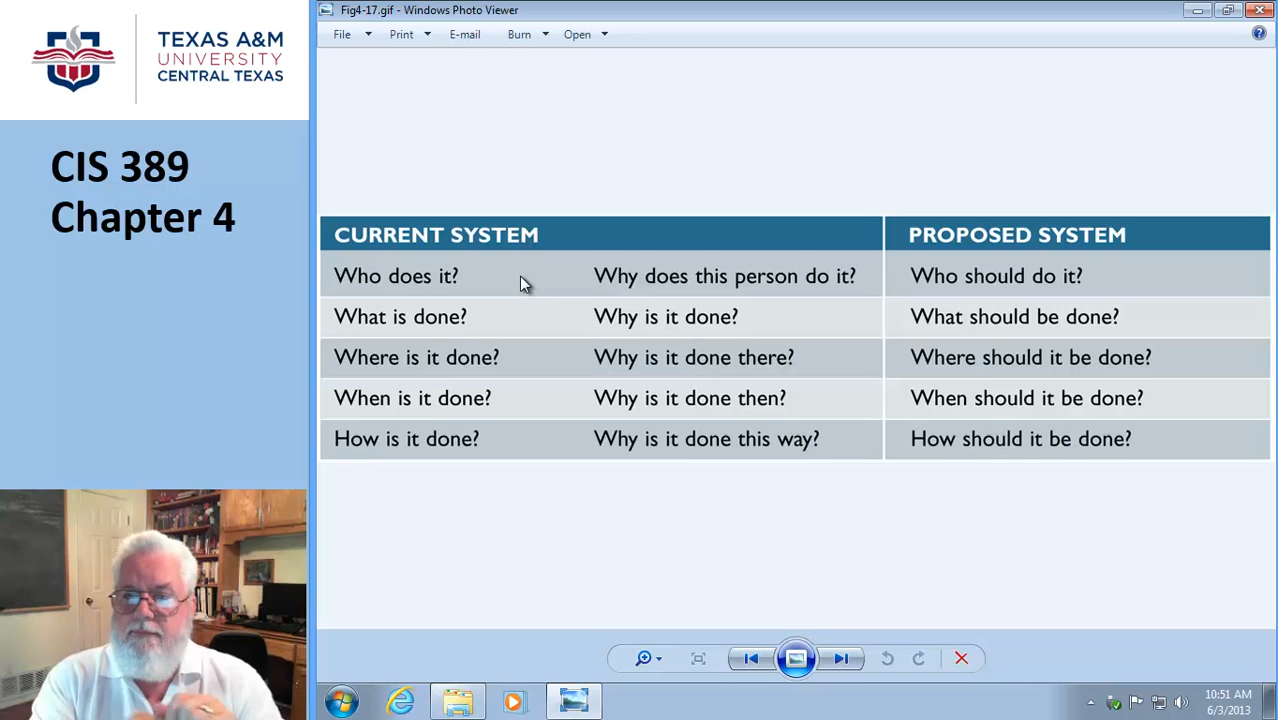 TEXAS A&M
UNIVERSITY
CENTRAL TEXAS
CIS 389
Chapter 4
Fig4-17.gif - Windows Photo Viewer
File Print E-mail Burn Open
CURRENT SYSTEM PROPOSED SYSTEM
Who does it? Why does this person do it? Who should do it?
What is done? Why is it done? What should be done?
Where is it done? Why is it done there? Where should it be done?
When is it done? Why is it done then? When should it be done?
How is it done? Why is it done this way? How should it be done?
10:51 AM
6/3/2013